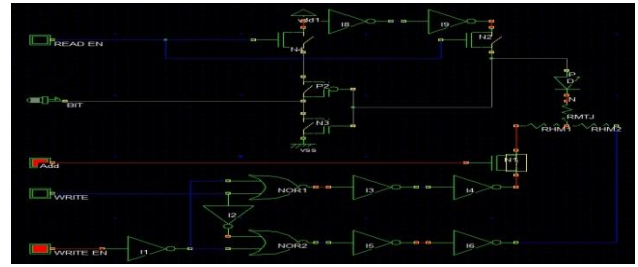 vdd1 I8 I9
READ EN N4 N2
P
P2 D
BIT N
RMTJ
N3 RHM1 RHM2
vss
Add N1
WRITE NOR1 I3 I4
I2
WRITE EN I1 NOR2 I5 I6